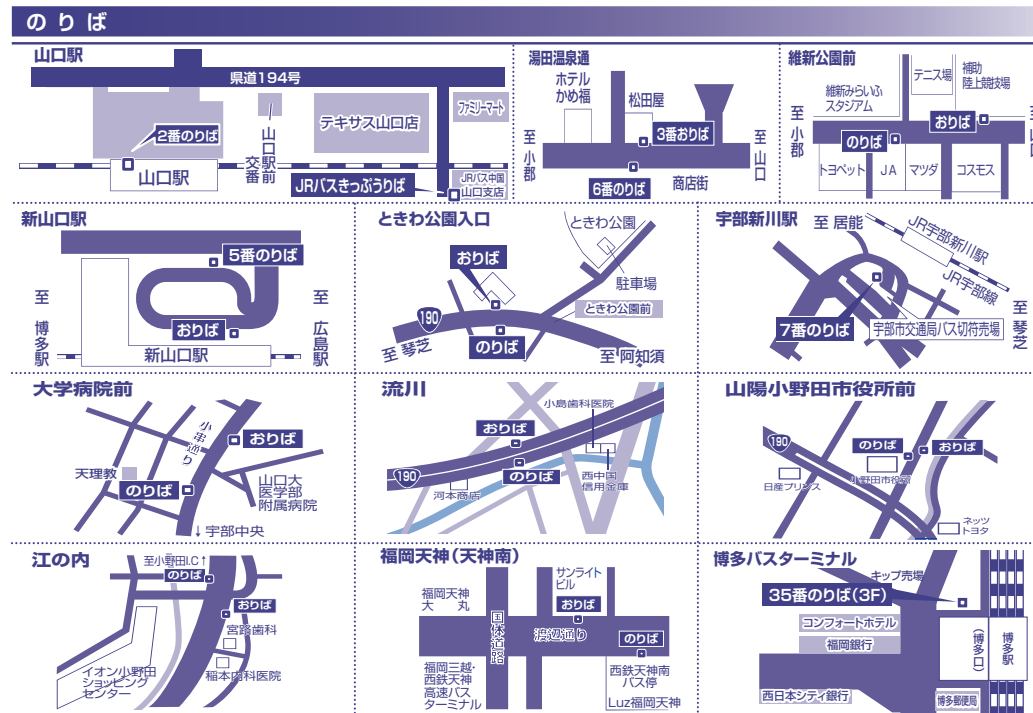 のりば
山口駅
県道194号
2番のりば
山口駅
山口駅前
交番
テキサス山口店
ファミリーマート
JRバスきっぷうりば
JRバス中国
山口支店
湯田温泉通
ホテル
かめ福
松田屋
3番おりば
至小郡
至山口
6番のりば
商店街
維新公園前
維新みらいふ
スタジアム
テニス場
補助
陸上競技場
おりば
のりば
至小郡
至山口
トヨペット
JA
マツダ
コスモス
新山口駅
5番のりば
おりば
至博多駅
至広島駅
新山口駅
ときわ公園入口
ときわ公園
おりば
駐車場
ときわ公園前
190
のりば
至 琴芝
至 阿知須
宇部新川駅
至 居能
JR宇部新川駅
JR宇部線
7番のりば
宇部市交通局バス切符売場
至琴芝
大学病院前
小串通り
おりば
天理教
のりば
山口大
医学部
附属病院
↓宇部中央
流川
小島歯科医院
おりば
190
のりば
河本商店
西中国
信用金庫
山陽小野田市役所前
190
のりば
おりば
日産プリンス
小野田市役所
ネッツ
トヨタ
江の内
至小野田I.C↑
のりば
おりば
宮路歯科
稲本内科医院
イオン小野田
ショッピング
センター
福岡天神(天神南)
福岡天神
大丸
サンライト
ビル
おりば
国体道路
渡辺通り
のりば
福岡三越・
西鉄天神
高速バス
ターミナル
西鉄天神南
バス停
Luz福岡天神
博多バスターミナル
キップ売場
35番のりば(3F)
コンフォートホテル
福岡銀行
(博多口)
博多駅
西日本シティ銀行
博多郵便局